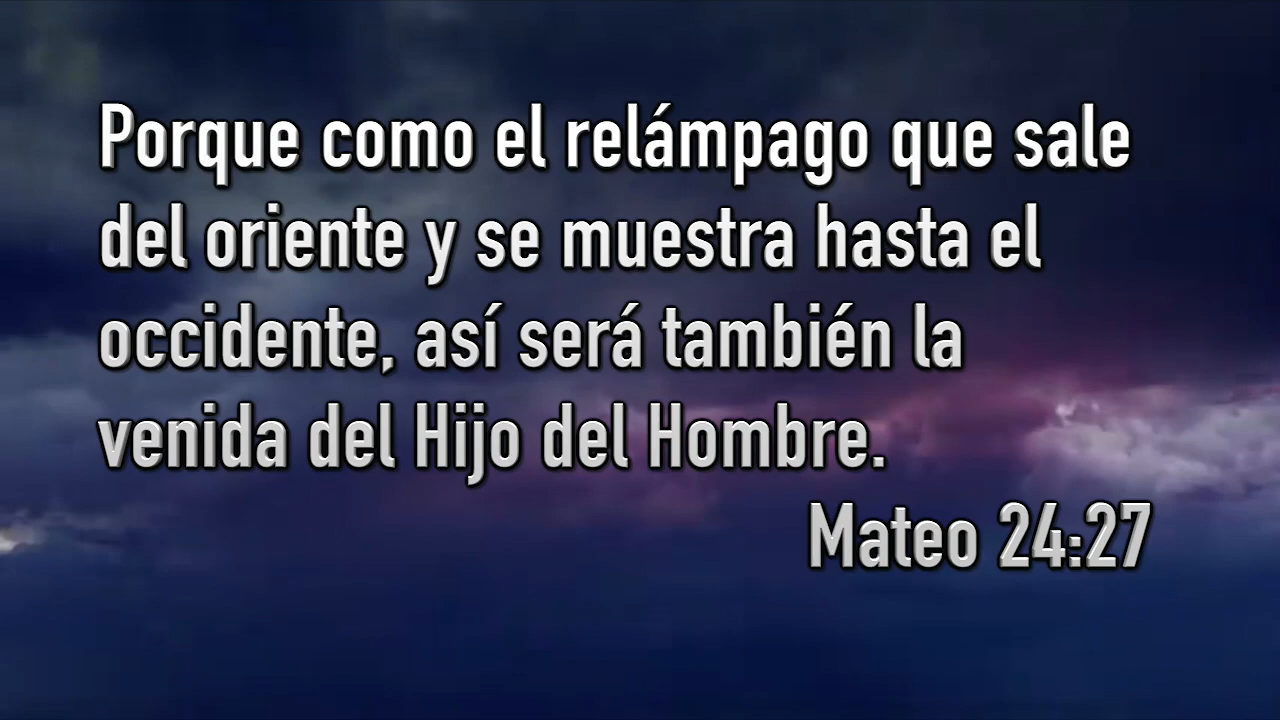 Porque como el relámpago que sale
del oriente y se muestra hasta el
occidente, así será también la
venida del Hijo del Hombre.
Mateo 24:27